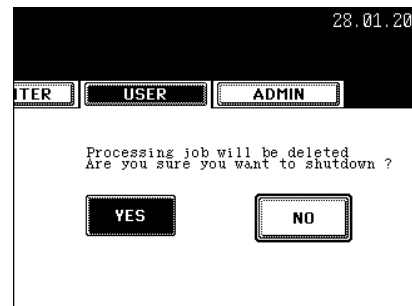 28.01.20
TER USER ADMIN
Processing job will be deleted
Are you sure you want to shutdown ?
YES NO